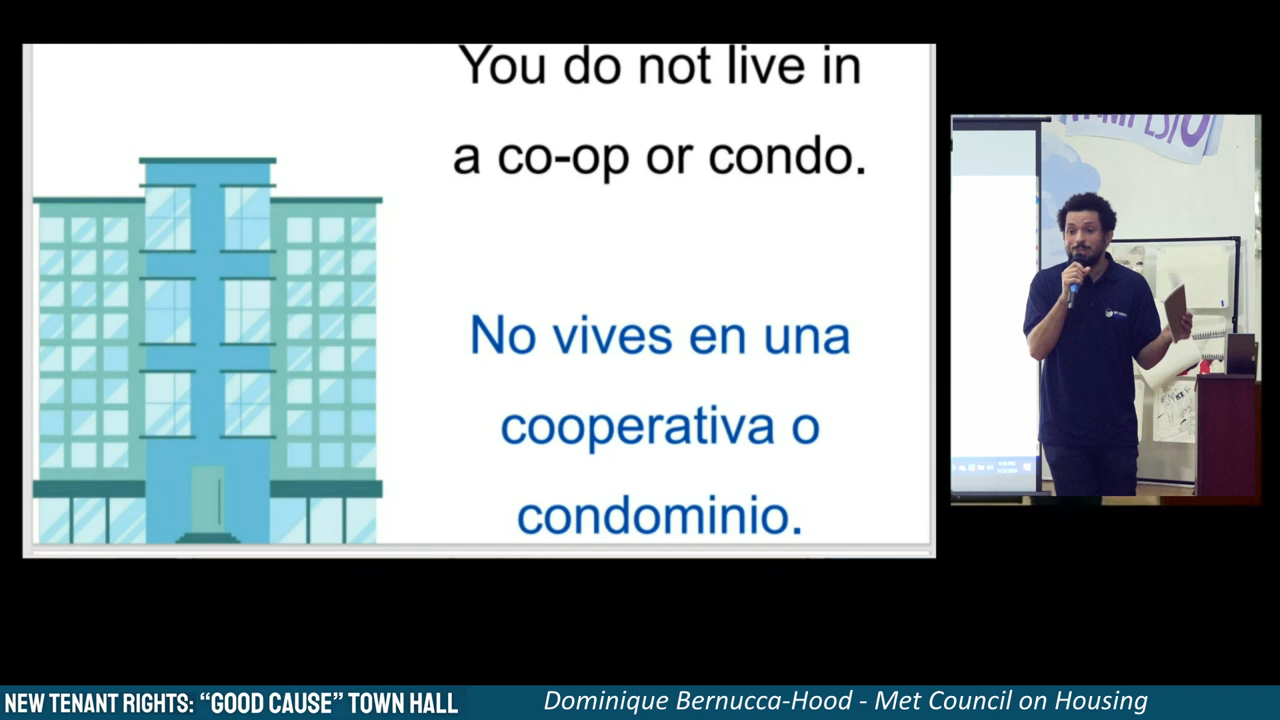 You do not live in
a co-op or condo.
No vives en una
cooperativa o
condominio.
NEW TENANT RIGHTS: “GOOD CAUSE” TOWN HALL
Dominique Bernucca-Hood - Met Council on Housing